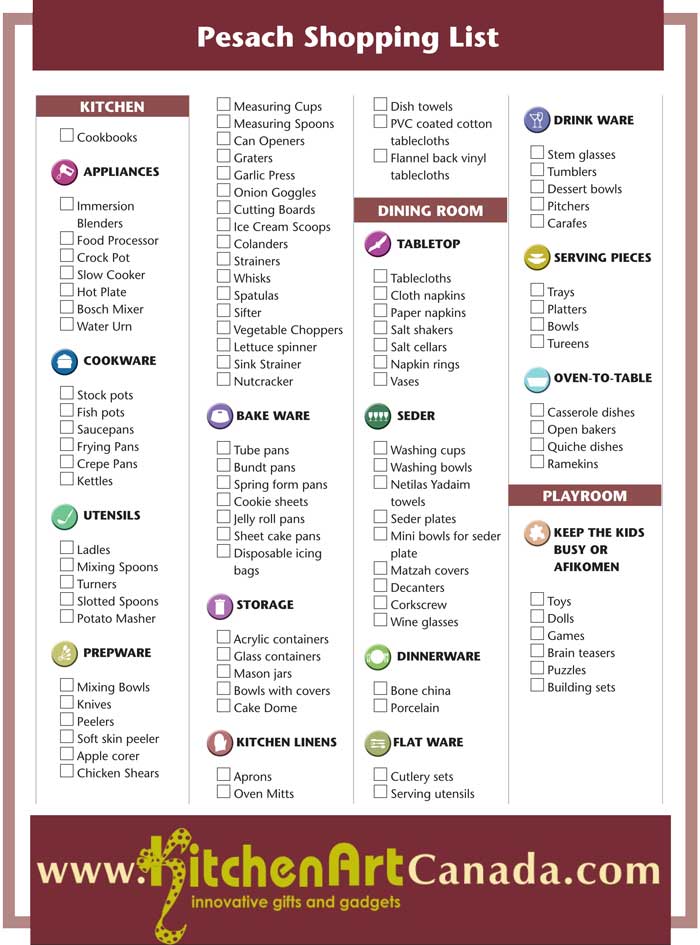 Pesach Shopping List
KITCHEN
Cookbooks
APPLIANCES
Immersion
Blenders
Food Processor
Crock Pot
Slow Cooker
Hot Plate
Bosch Mixer
Water Urn
COOKWARE
Stock pots
Fish pots
Saucepans
Frying Pans
Crepe Pans
Kettles
UTENSILS
Ladles
Mixing Spoons
Turners
Slotted Spoons
Potato Masher
PREPWARE
Mixing Bowls
Knives
Peelers
Soft skin peeler
Apple corer
Chicken Shears
Measuring Cups
Measuring Spoons
Can Openers
Graters
Garlic Press
Onion Goggles
Cutting Boards
Ice Cream Scoops
Colanders
Strainers
Whisks
Spatulas
Sifter
Vegetable Choppers
Lettuce spinner
Sink Strainer
Nutcracker
BAKE WARE
Tube pans
Bundt pans
Spring form pans
Cookie sheets
Jelly roll pans
Sheet cake pans
Disposable icing
bags
STORAGE
Acrylic containers
Glass containers
Mason jars
Bowls with covers
Cake Dome
KITCHEN LINENS
Aprons
Oven Mitts
Dish towels
PVC coated cotton
tablecloths
Flannel back vinyl
tablecloths
DINING ROOM
TABLETOP
Tablecloths
Cloth napkins
Paper napkins
Salt shakers
Salt cellars
Napkin rings
Vases
SEDER
Washing cups
Washing bowls
Netilas Yadaim
towels
Seder plates
Mini bowls for seder
plate
Matzah covers
Decanters
Corkscrew
Wine glasses
DINNERWARE
Bone china
Porcelain
FLAT WARE
Cutlery sets
Serving utensils
DRINK WARE
Stem glasses
Tumblers
Dessert bowls
Pitchers
Carafes
SERVING PIECES
Trays
Platters
Bowls
Tureens
OVEN-TO-TABLE
Casserole dishes
Open bakers
Quiche dishes
Ramekins
PLAYROOM
KEEP THE KIDS
BUSY OR
AFIKOMEN
Toys
Dolls
Games
Brain teasers
Puzzles
Building sets
www.KitchenArtCanada.com
innovative gifts and gadgets